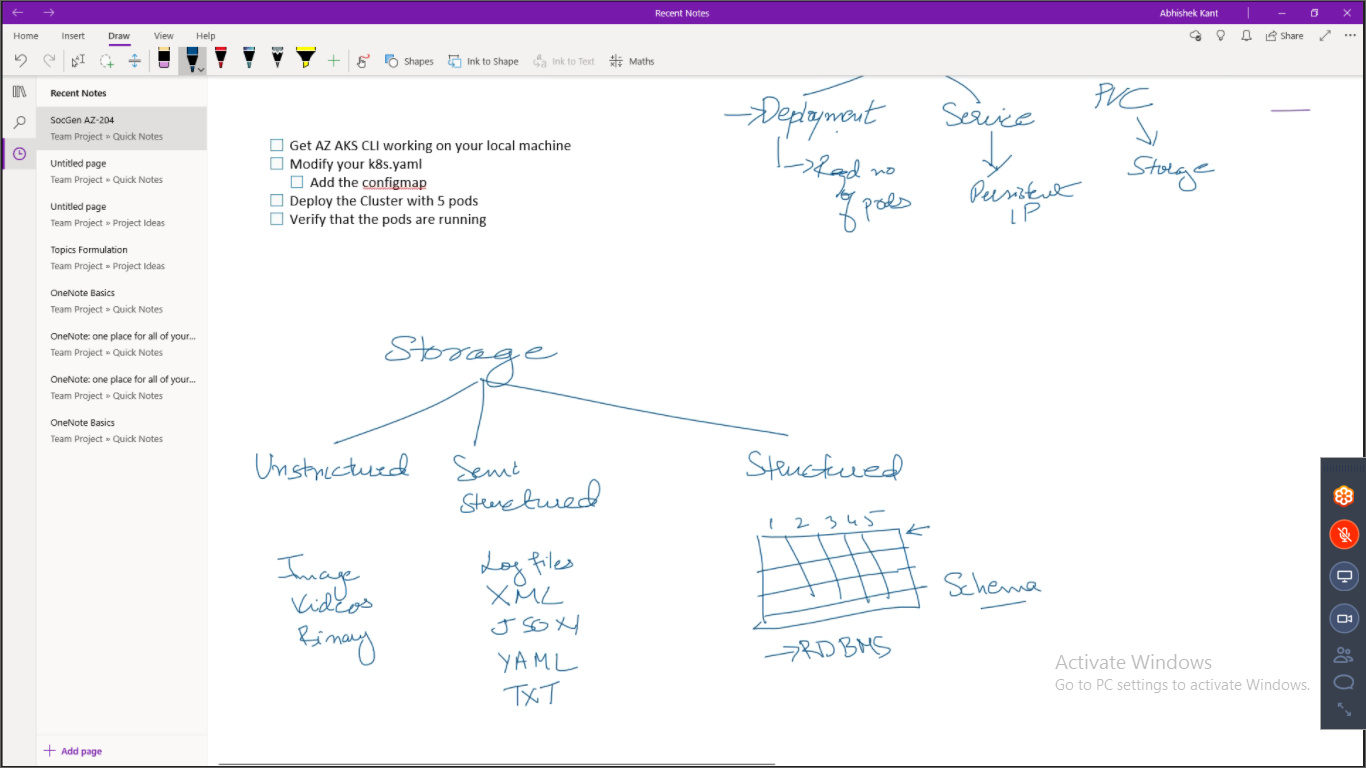 Recent Notes
Abhishek Kant
Home Insert Draw View Help
Share
Shapes Ink to Shape Ink to Text Maths
Recent Notes
SocGen AZ-204
Team Project » Quick Notes
Untitled page
Team Project » Quick Notes
Untitled page
Team Project » Project Ideas
Topics Formulation
Team Project » Project Ideas
OneNote Basics
Team Project » Quick Notes
OneNote: one place for all of your...
Team Project » Quick Notes
OneNote: one place for all of your...
Team Project » Quick Notes
OneNote Basics
Team Project » Quick Notes
Add page
Deployment
no
of pods
Service
Persistent
IP
PVC
Storage
Get AZ AKS CLI working on your local machine
Modify your k8s.yaml
Add the configmap
Deploy the Cluster with 5 pods
Verify that the pods are running
Storage
Unstrictured
Semi
Structured
Structured
Image
Videos
Binary
Log files
XML
JSON
YAML
TXT
1 2 3 4 5
Schema
RDBMS
Activate Windows
Go to PC settings to activate Windows.